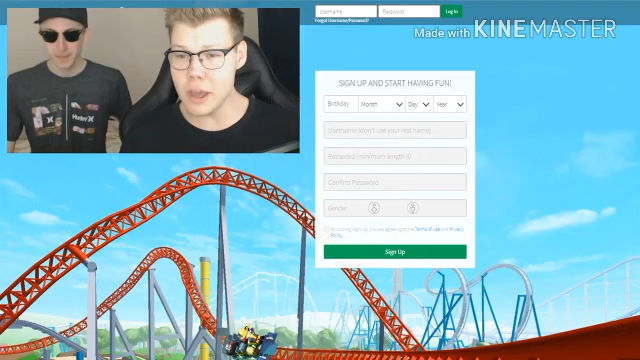 Username
Password
Log In
Forgot Username/Password?
Made with KINEMASTER
SIGN UP AND START HAVING FUN!
Birthday Month Day Year
Username (don't use your real name)
Password (minimum length 8)
Confirm Password
Gender
By clicking Sign Up, you are agreeing to the Terms of Use and Privacy
Policy.
Sign Up
Hurley